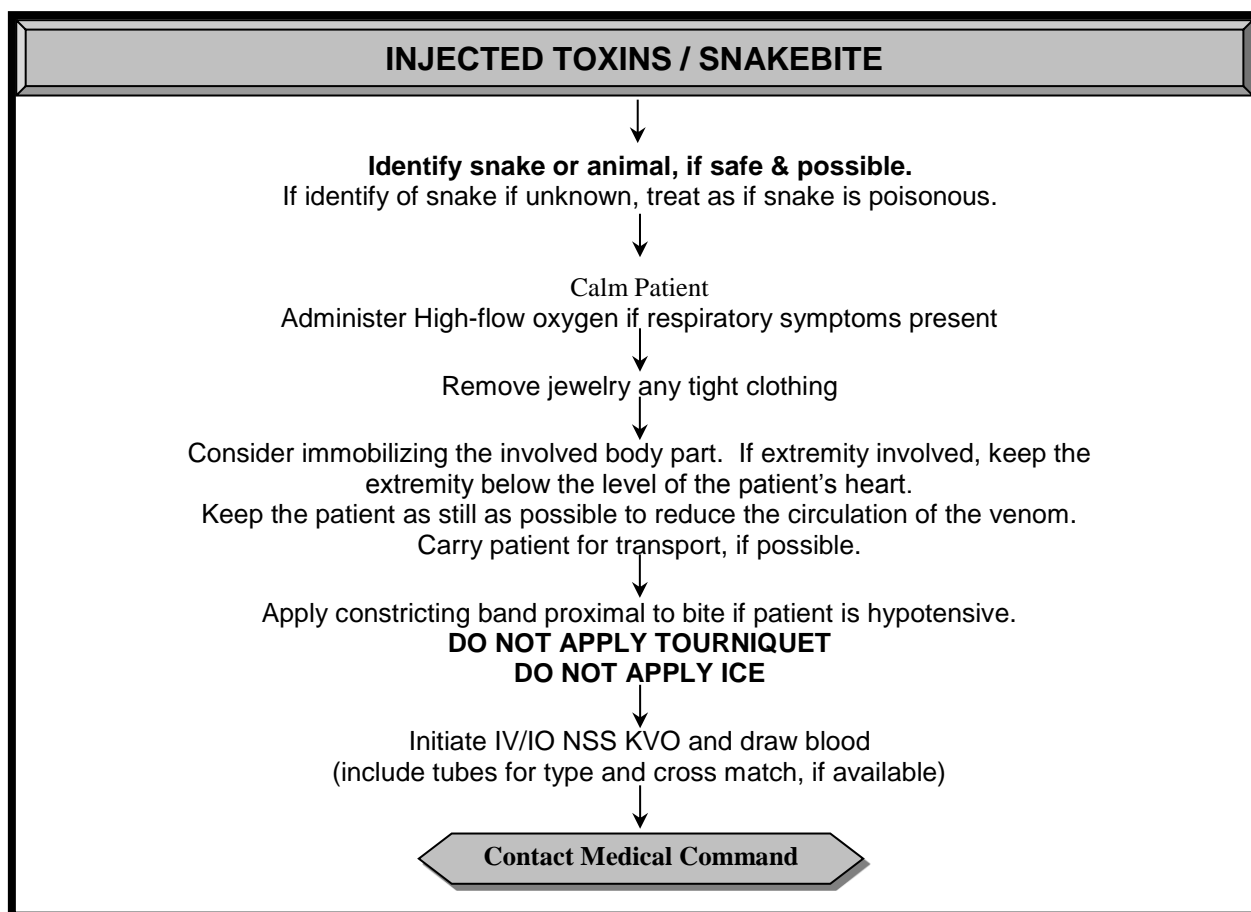 INJECTED TOXINS / SNAKEBITE
Identify snake or animal, if safe & possible.
If identify of snake if unknown, treat as if snake is poisonous.
Calm Patient
Administer High-flow oxygen if respiratory symptoms present
Remove jewelry any tight clothing
Consider immobilizing the involved body part.  If extremity involved, keep the
extremity below the level of the patient’s heart.
Keep the patient as still as possible to reduce the circulation of the venom.
Carry patient for transport, if possible.
Apply constricting band proximal to bite if patient is hypotensive.
DO NOT APPLY TOURNIQUET
DO NOT APPLY ICE
Initiate IV/IO NSS KVO and draw blood
(include tubes for type and cross match, if available)
Contact Medical Command